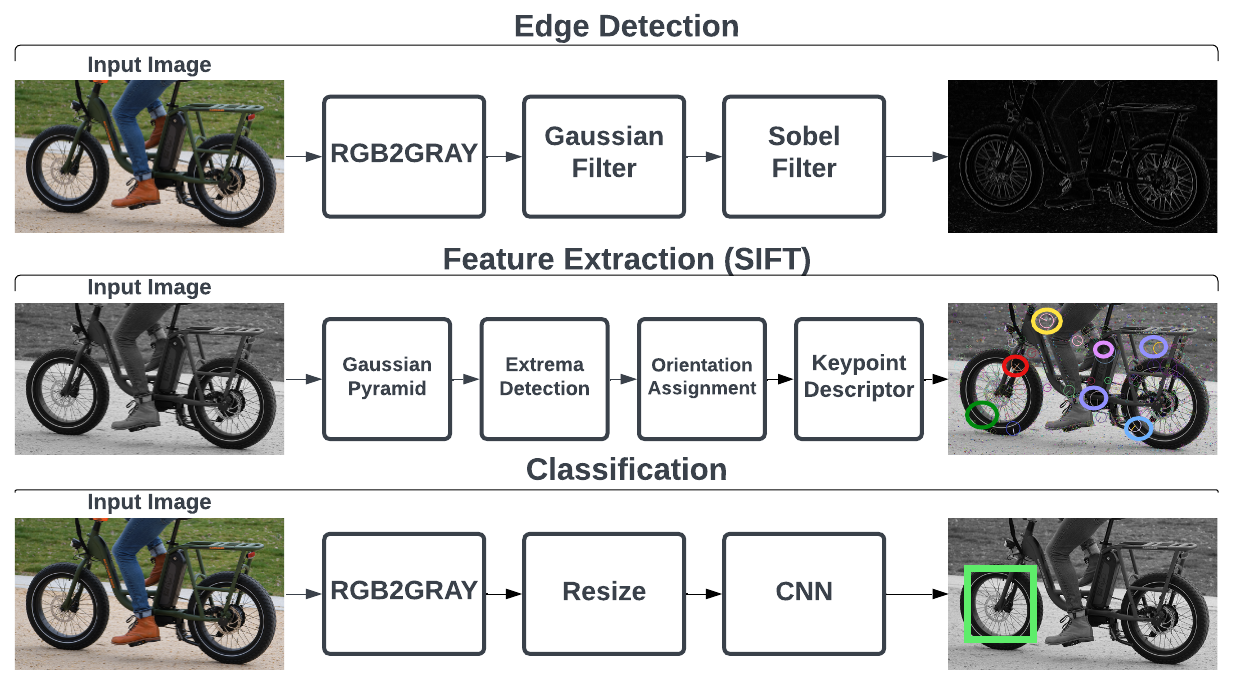 Edge Detection
Input Image
RGB2GRAY
Gaussian
Filter
Sobel
Filter
Feature Extraction (SIFT)
Input Image
Gaussian
Pyramid
Extrema
Detection
Orientation
Assignment
Keypoint
Descriptor
Classification
Input Image
RGB2GRAY
Resize
CNN